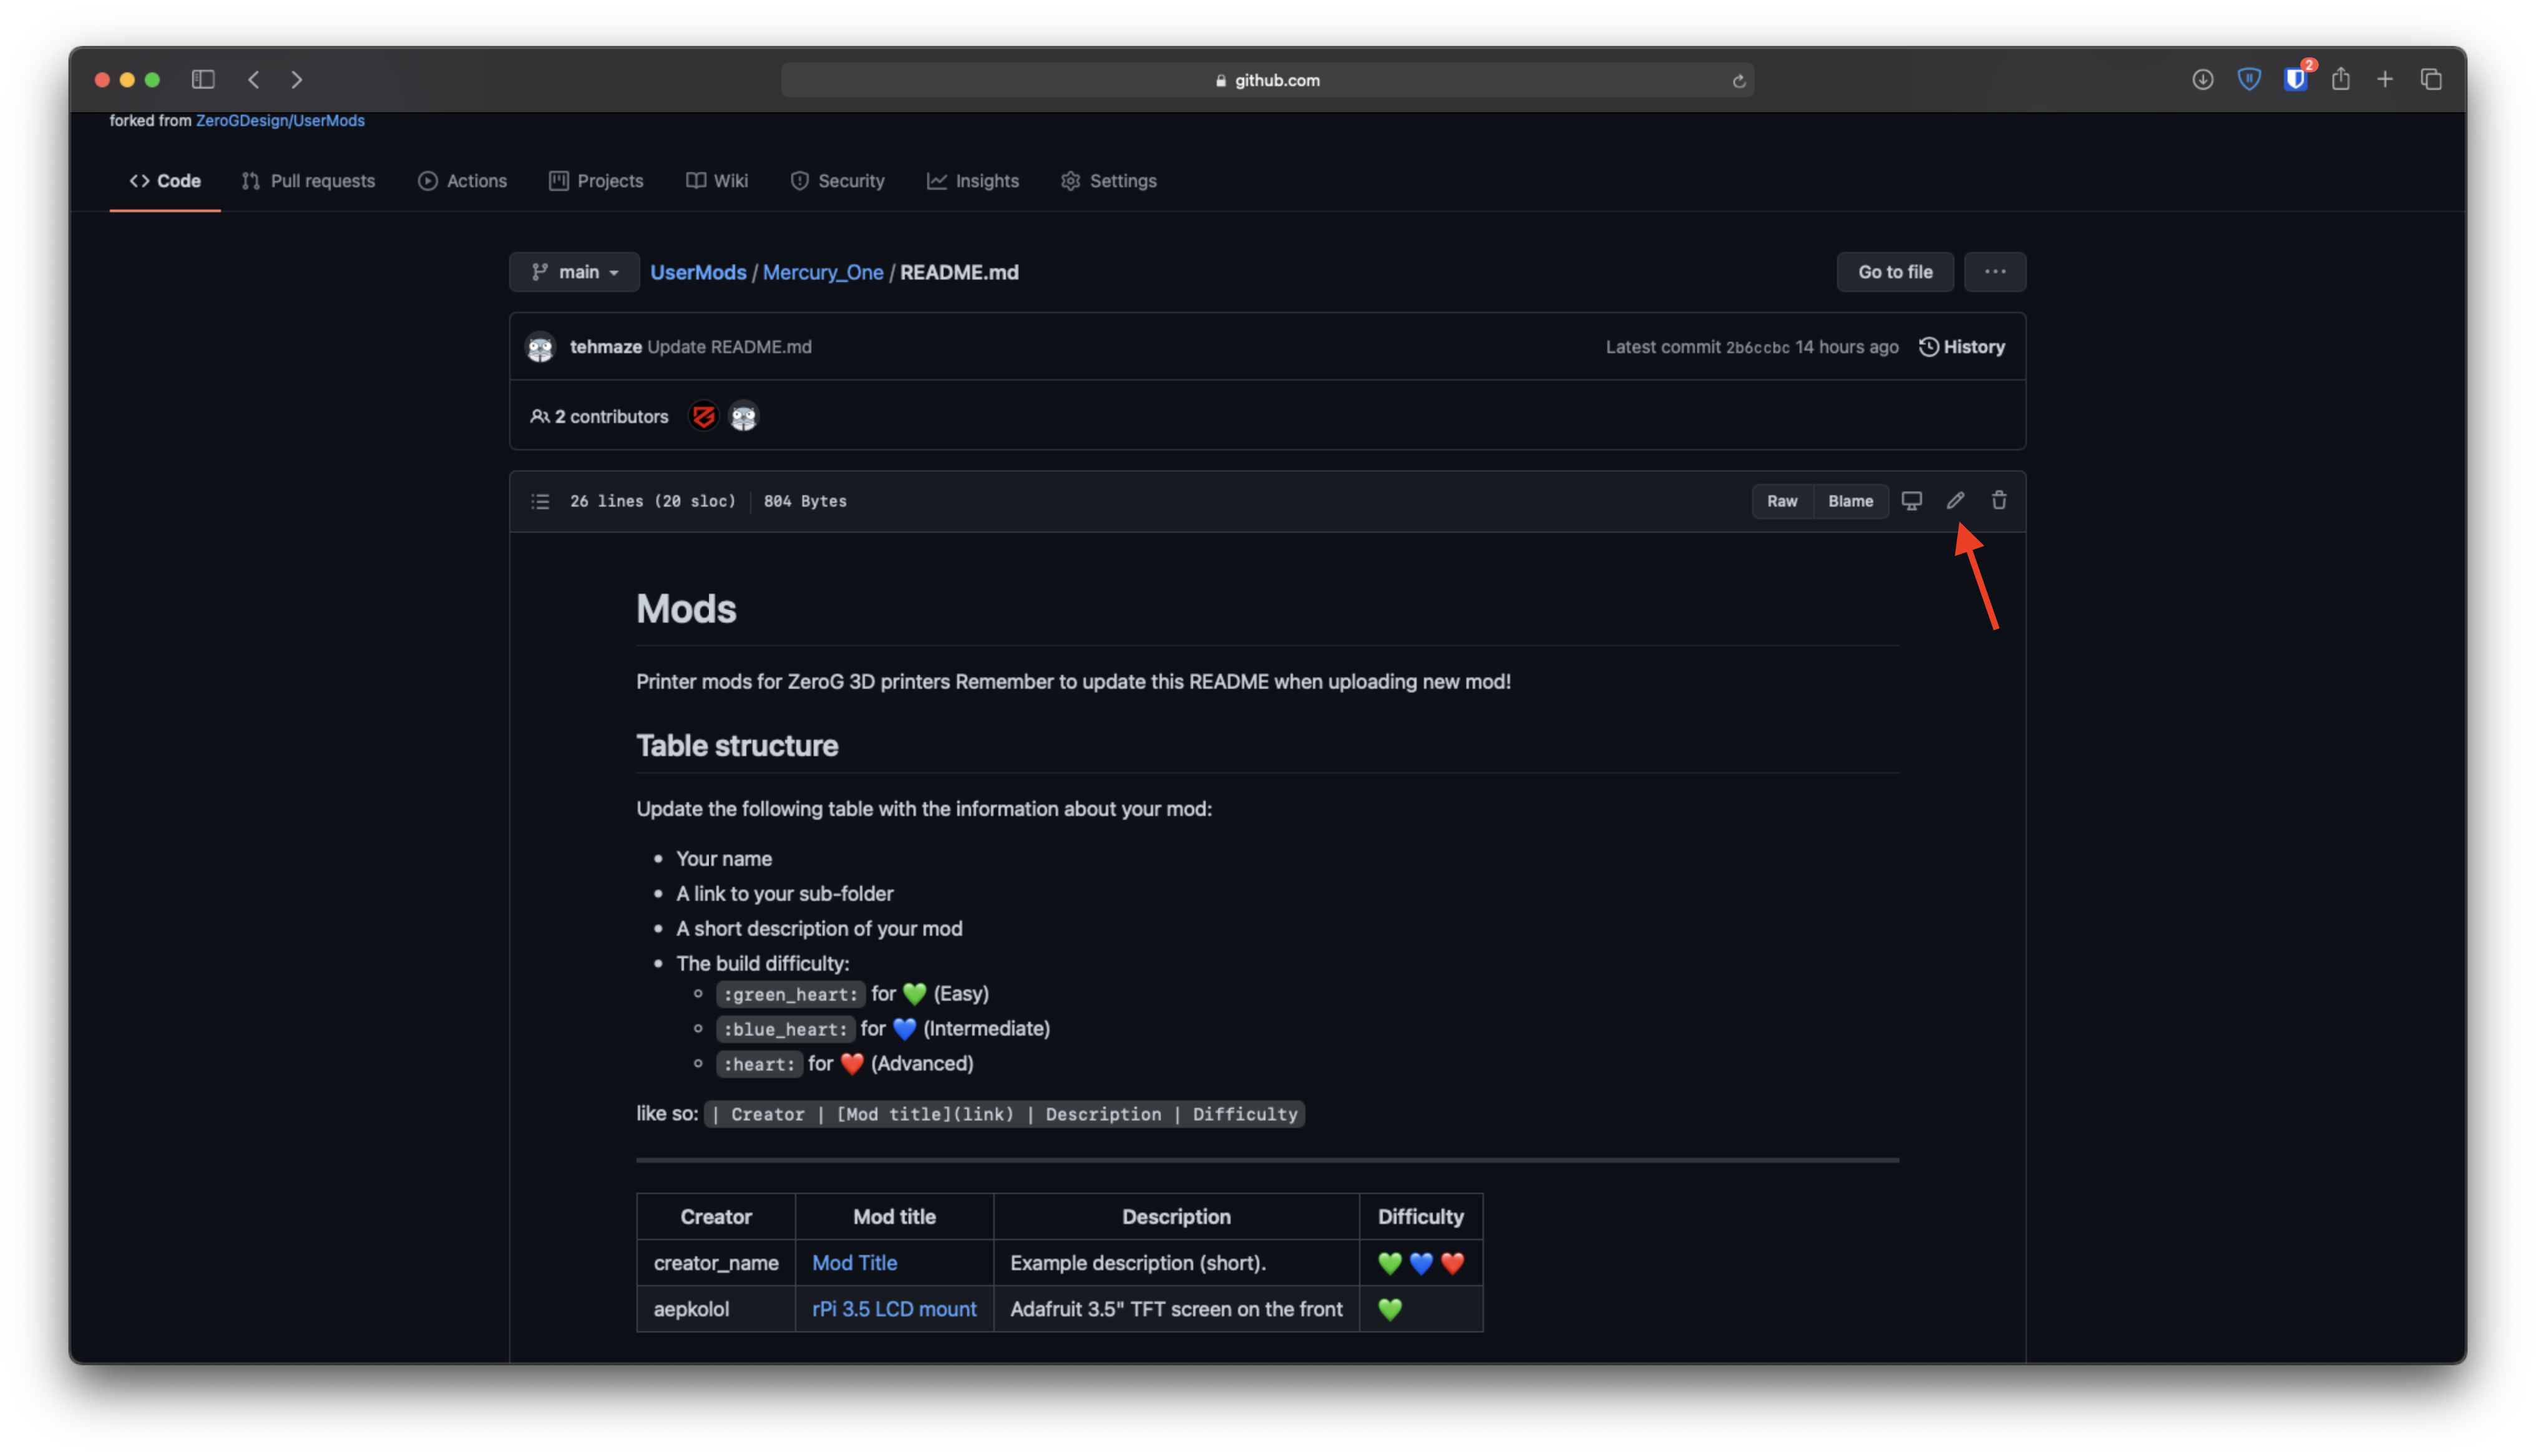 github.com
2
forked from ZeroGDesign/UserMods
Code Pull requests Actions Projects Wiki Security Insights Settings
main UserMods / Mercury_One / README.md Go to file ...
tehmaze Update README.md Latest commit 2b6ccbc 14 hours ago History
2 contributors
26 lines (20 sloc) 804 Bytes Raw Blame
Mods
Printer mods for ZeroG 3D printers Remember to update this README when uploading new mod!
Table structure
Update the following table with the information about your mod:
Your name
A link to your sub-folder
A short description of your mod
The build difficulty:
:green_heart: for 💚 (Easy)
:blue_heart: for 💙 (Intermediate)
:heart: for ❤️ (Advanced)
like so: | Creator | [Mod title](link) | Description | Difficulty
Creator Mod title Description Difficulty
creator_name Mod Title Example description (short). 💚 💙 ❤️
aepkolol rPi 3.5 LCD mount Adafruit 3.5" TFT screen on the front 💚